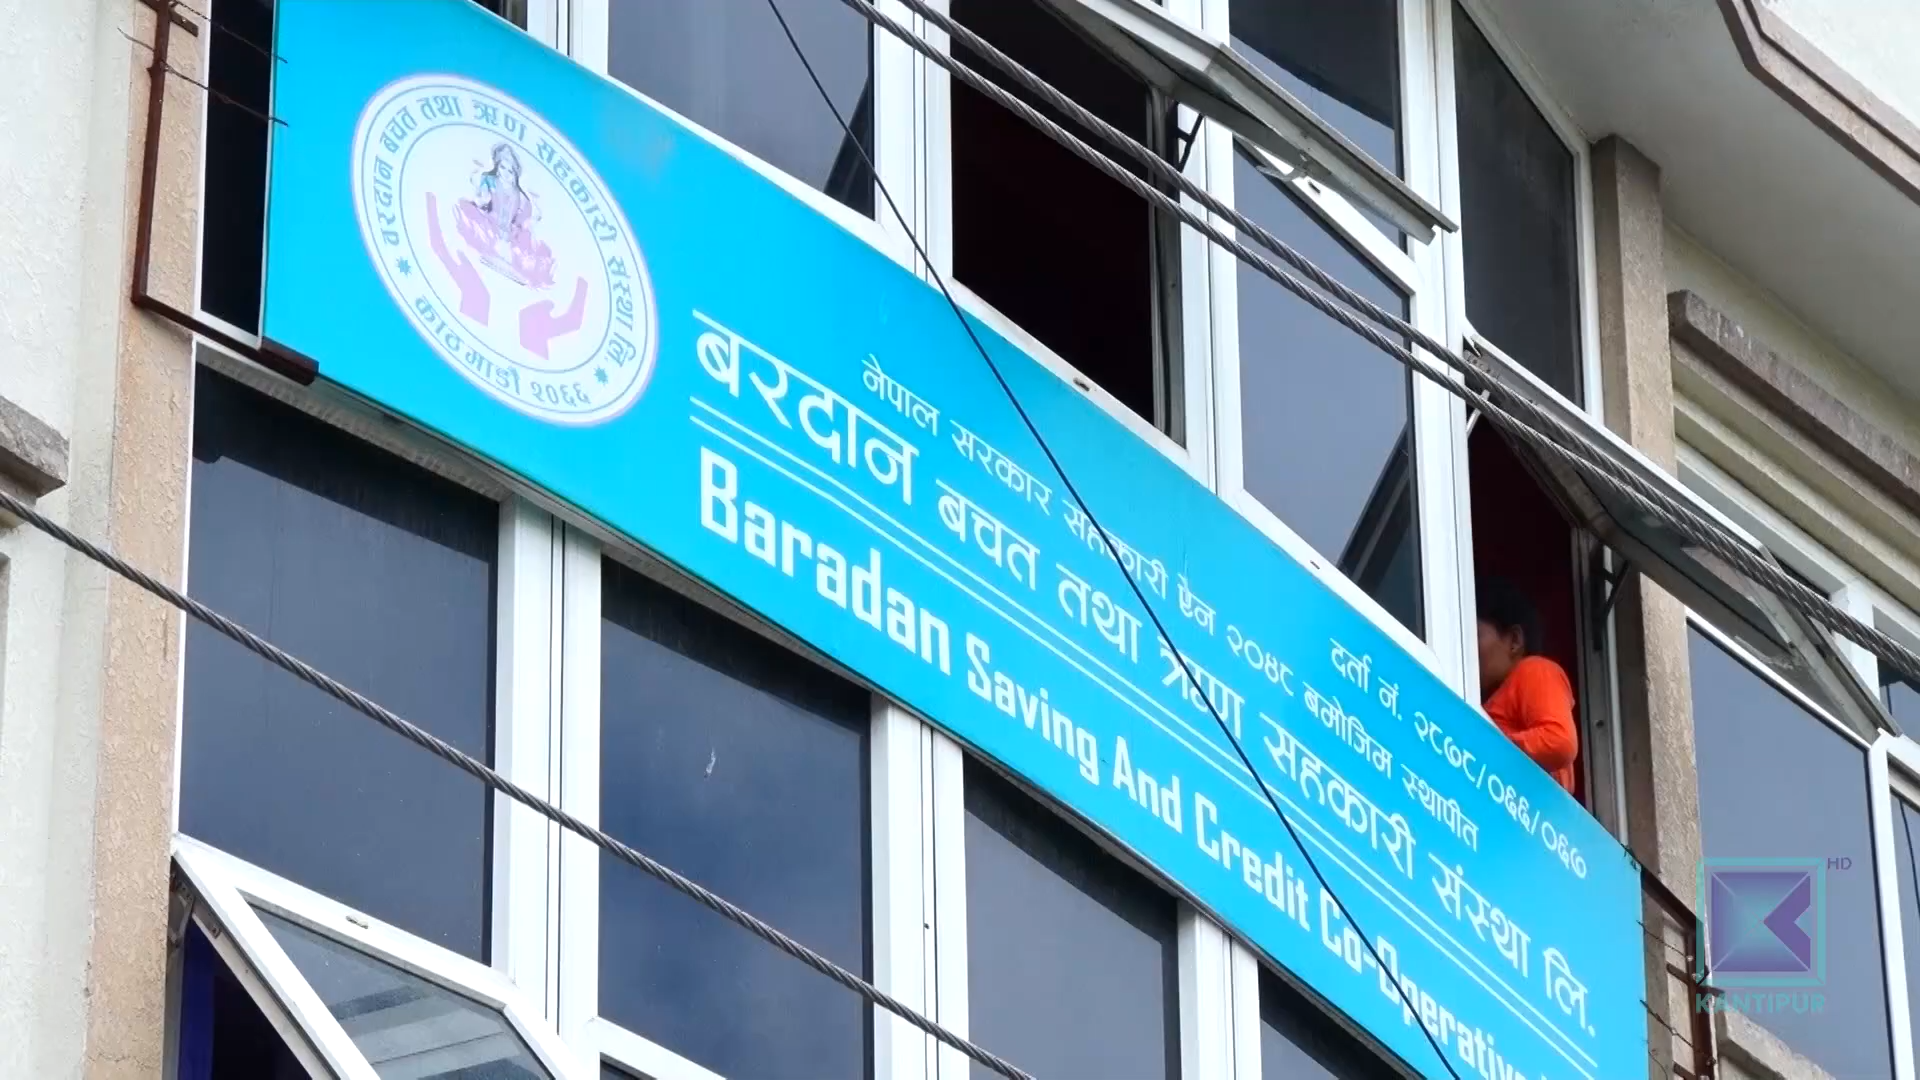 वरदान बचत तथा ऋण सहकारी संस्था लि.
काठमाडौं २०६६
दर्ता नं. २८७८/०६६/०६७
नेपाल सरकार सहकारी ऐन २०४८ बमोजिम स्थापीत
बरदान बचत तथा ऋण सहकारी संस्था लि.
Baradan Saving And Credit Co-Operative
HD
KANTIPUR